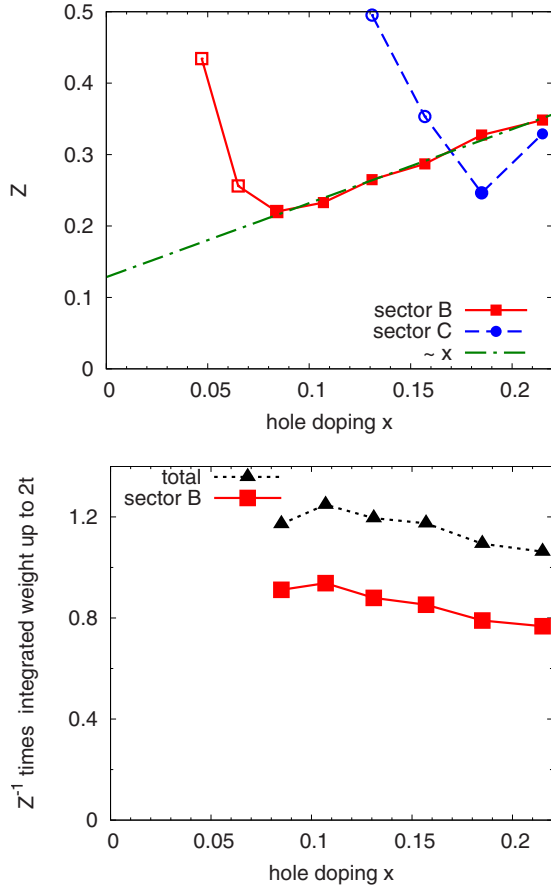 0.5
0.4
0.3
0.2
0.1
0
Z
sector B
sector C
~ x
0
0.05
0.1
0.15
0.2
hole doping x
total
sector B
1.2
0.8
0.4
0
Z⁻¹ times integrated weight up to 2t
0
0.05
0.1
0.15
0.2
hole doping x